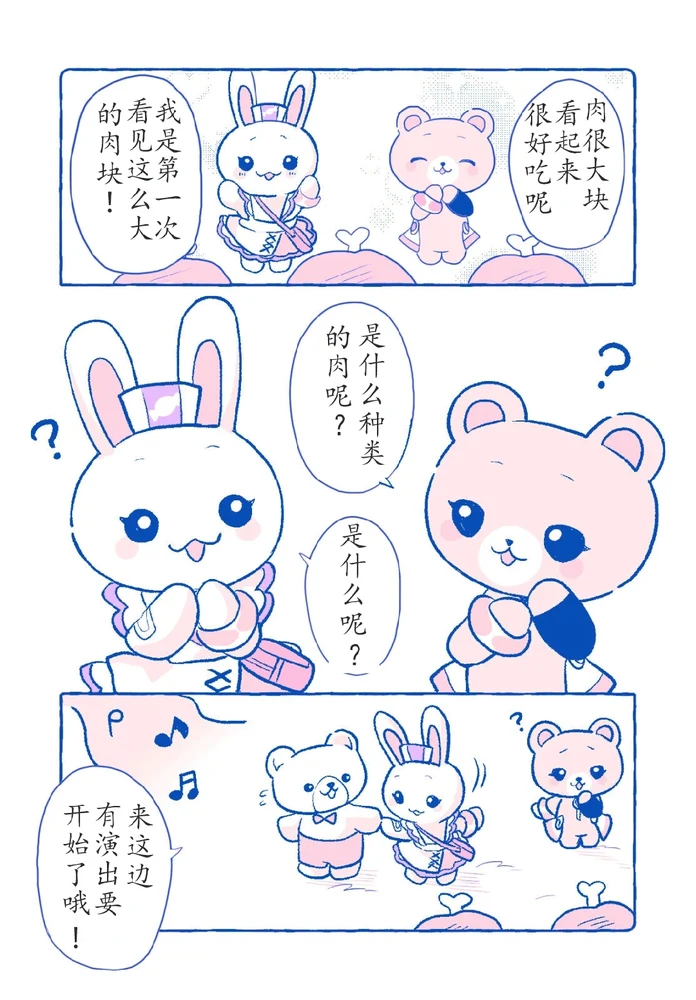 肉很大块
看起来
很好吃呢
我是第一次
看见这么大
的肉块！
是什么种类
的肉呢？
是什么呢？
来这边
有演出要
开始了哦！